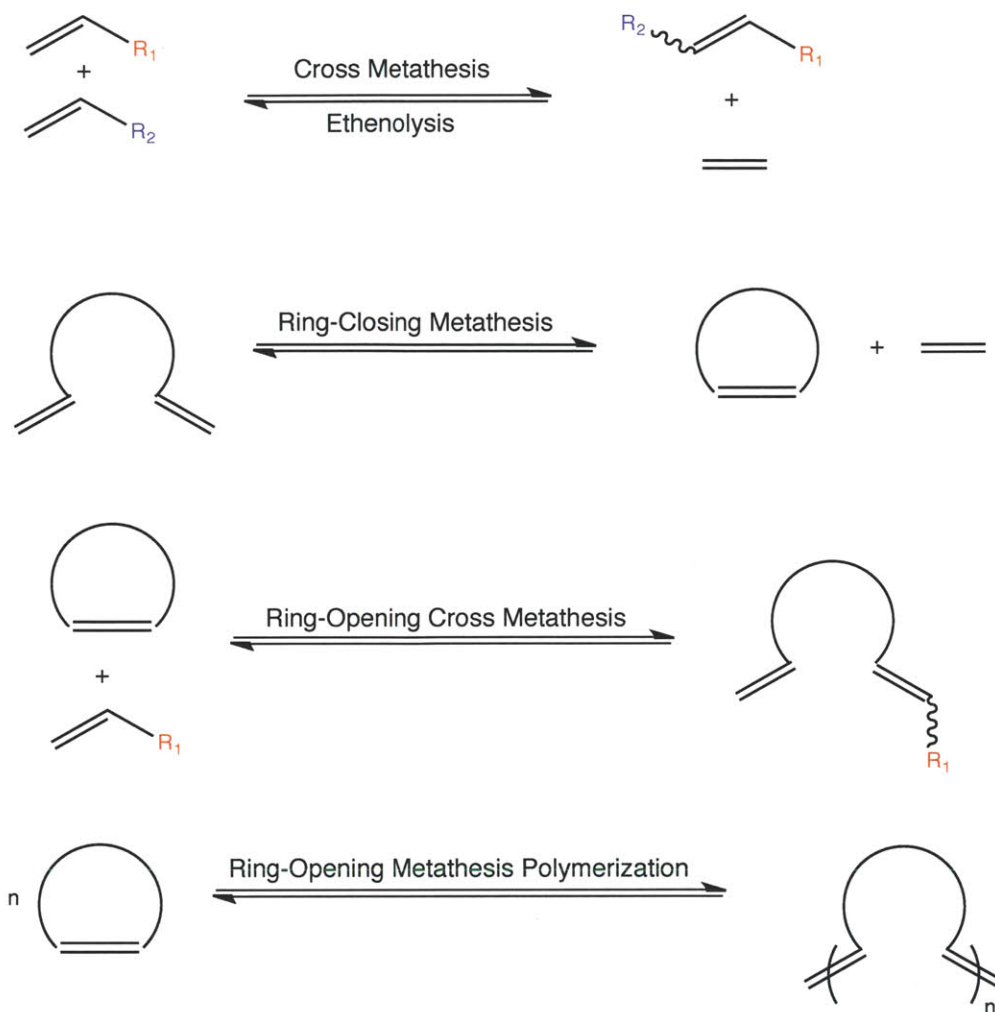 R₁
+
R₂
Cross Metathesis
Ethenolysis
R₂
R₁
+
Ring-Closing Metathesis
+
+
R₁
Ring-Opening Cross Metathesis
R₁
n
Ring-Opening Metathesis Polymerization
n